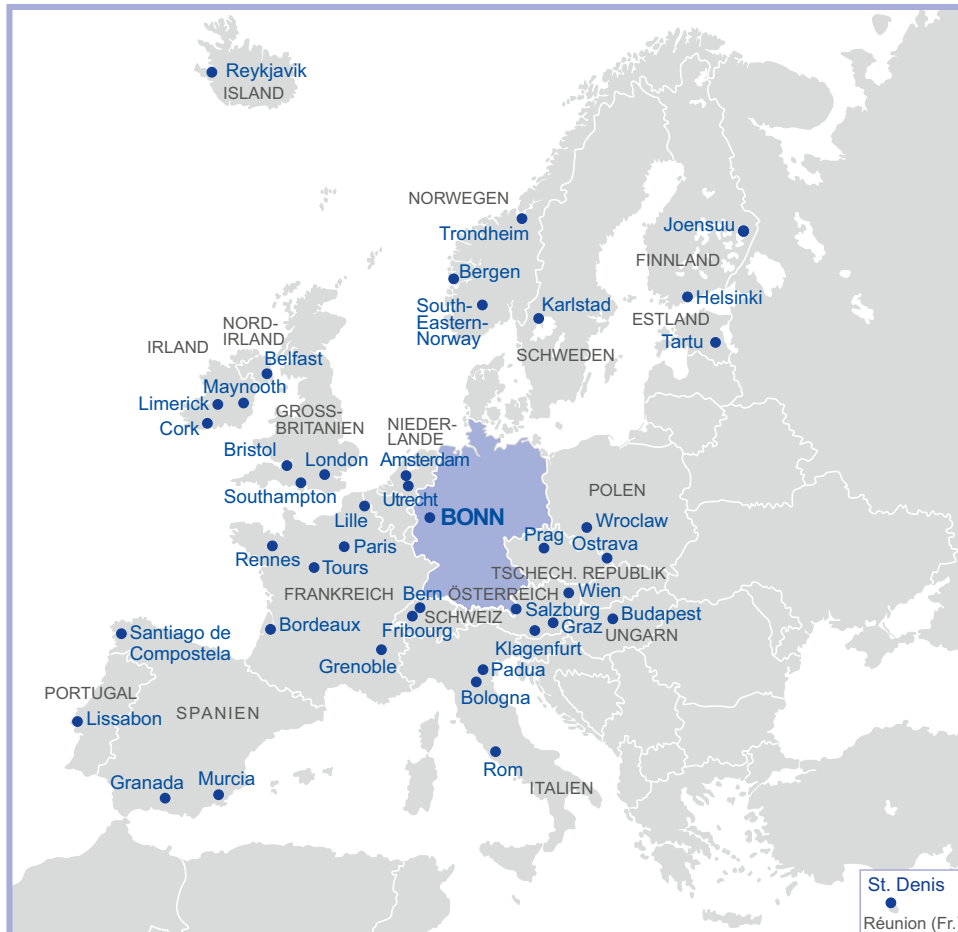 Reykjavik
ISLAND
NORWEGEN
Trondheim
Joensuu
FINNLAND
Bergen
South-
Eastern-
Norway
Karlstad
Helsinki
ESTLAND
Tartu
SCHWEDEN
NORD-
IRLAND
IRLAND
Belfast
Maynooth
Limerick
Cork
GROSS-
BRITANIEN
NIEDER-
LANDE
Bristol
London
Amsterdam
Southampton
Utrecht
Lille
BONN
POLEN
Wroclaw
Prag
Ostrava
Rennes
Paris
Tours
TSCHECH. REPUBLIK
FRANKREICH
Bern
ÖSTERREICH
Wien
SCHWEIZ
Salzburg
Budapest
Fribourg
Graz
UNGARN
Bordeaux
Klagenfurt
Santiago de
Compostela
Grenoble
Padua
Bologna
PORTUGAL
SPANIEN
Lissabon
Rom
Granada
Murcia
ITALIEN
St. Denis
Réunion (Fr.